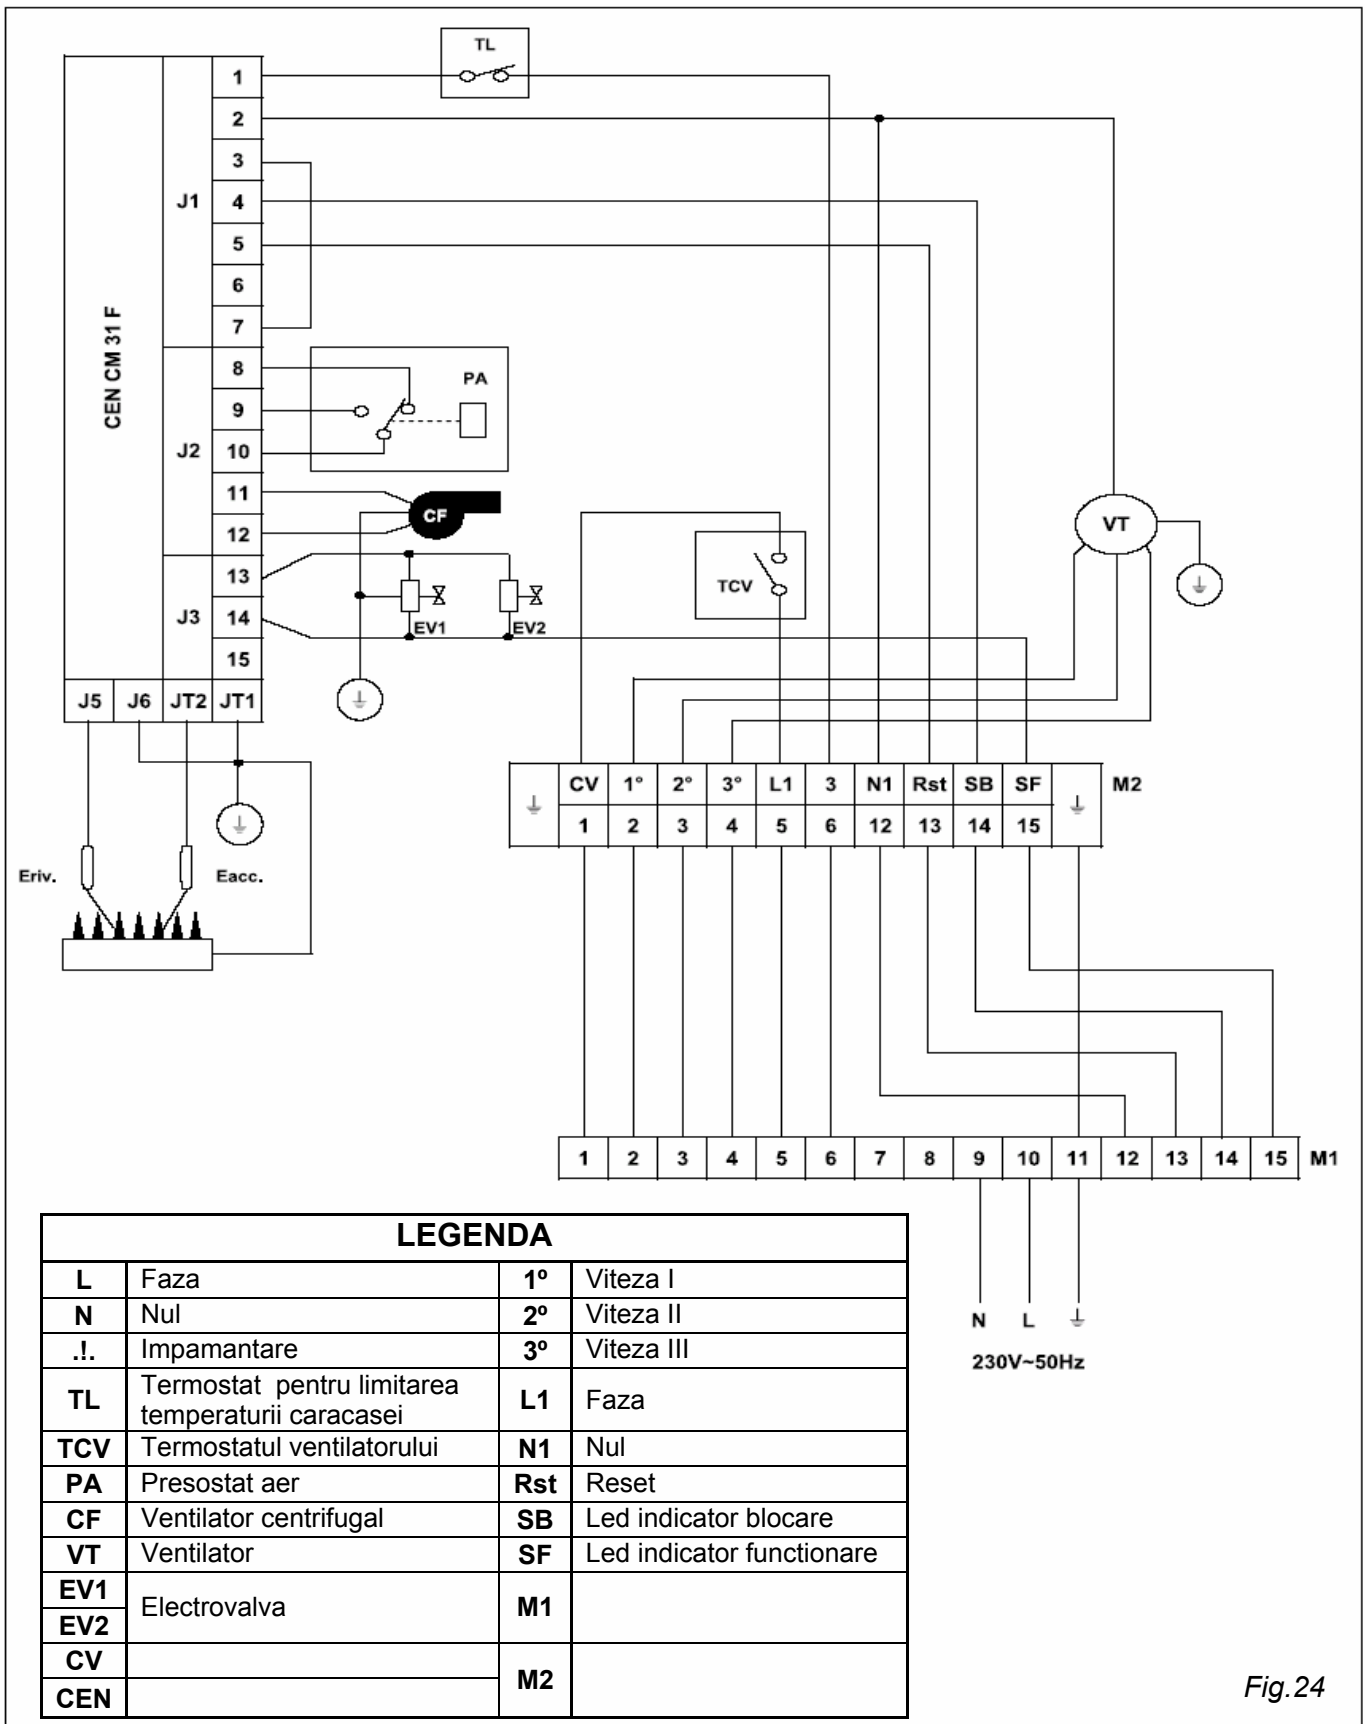 TL
1
2
3
J1
4
5
6
7
CEN CM 31 F
8
PA
9
J2
10
11
CF
12
VT
13
TCV
J3
14
EV1
EV2
15
J5 J6 JT2 JT1
CV 1° 2° 3° L1 3 N1 Rst SB SF M2
1 2 3 4 5 6 12 13 14 15
Eriv.
Eacc.
1 2 3 4 5 6 7 8 9 10 11 12 13 14 15 M1
N L
230V~50Hz
LEGENDA
L Faza 1º Viteza I
N Nul 2º Viteza II
.!. Impamantare 3º Viteza III
TL Termostat pentru limitarea
temperaturii caracasei L1 Faza
TCV Termostatul ventilatorului N1 Nul
PA Presostat aer Rst Reset
CF Ventilator centrifugal SB Led indicator blocare
VT Ventilator SF Led indicator functionare
EV1
EV2 Electrovalva M1
CV
CEN M2
Fig.24